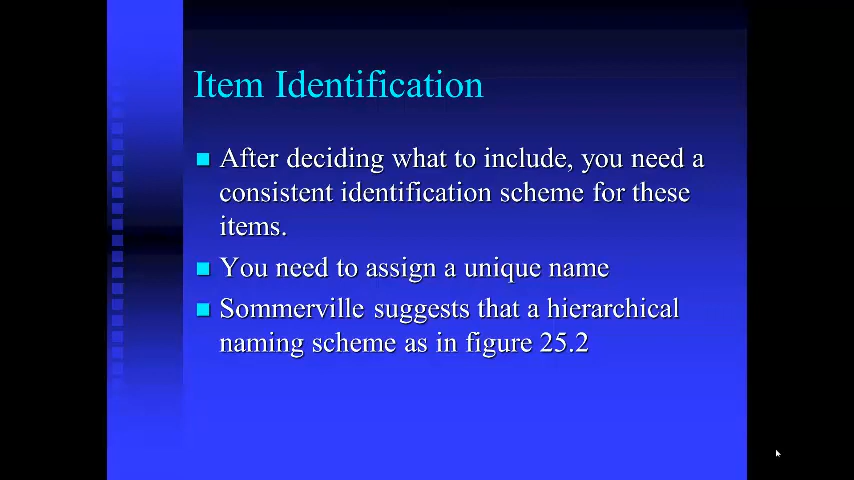 Item Identification
After deciding what to include, you need a
consistent identification scheme for these
items.
You need to assign a unique name
Sommerville suggests that a hierarchical
naming scheme as in figure 25.2